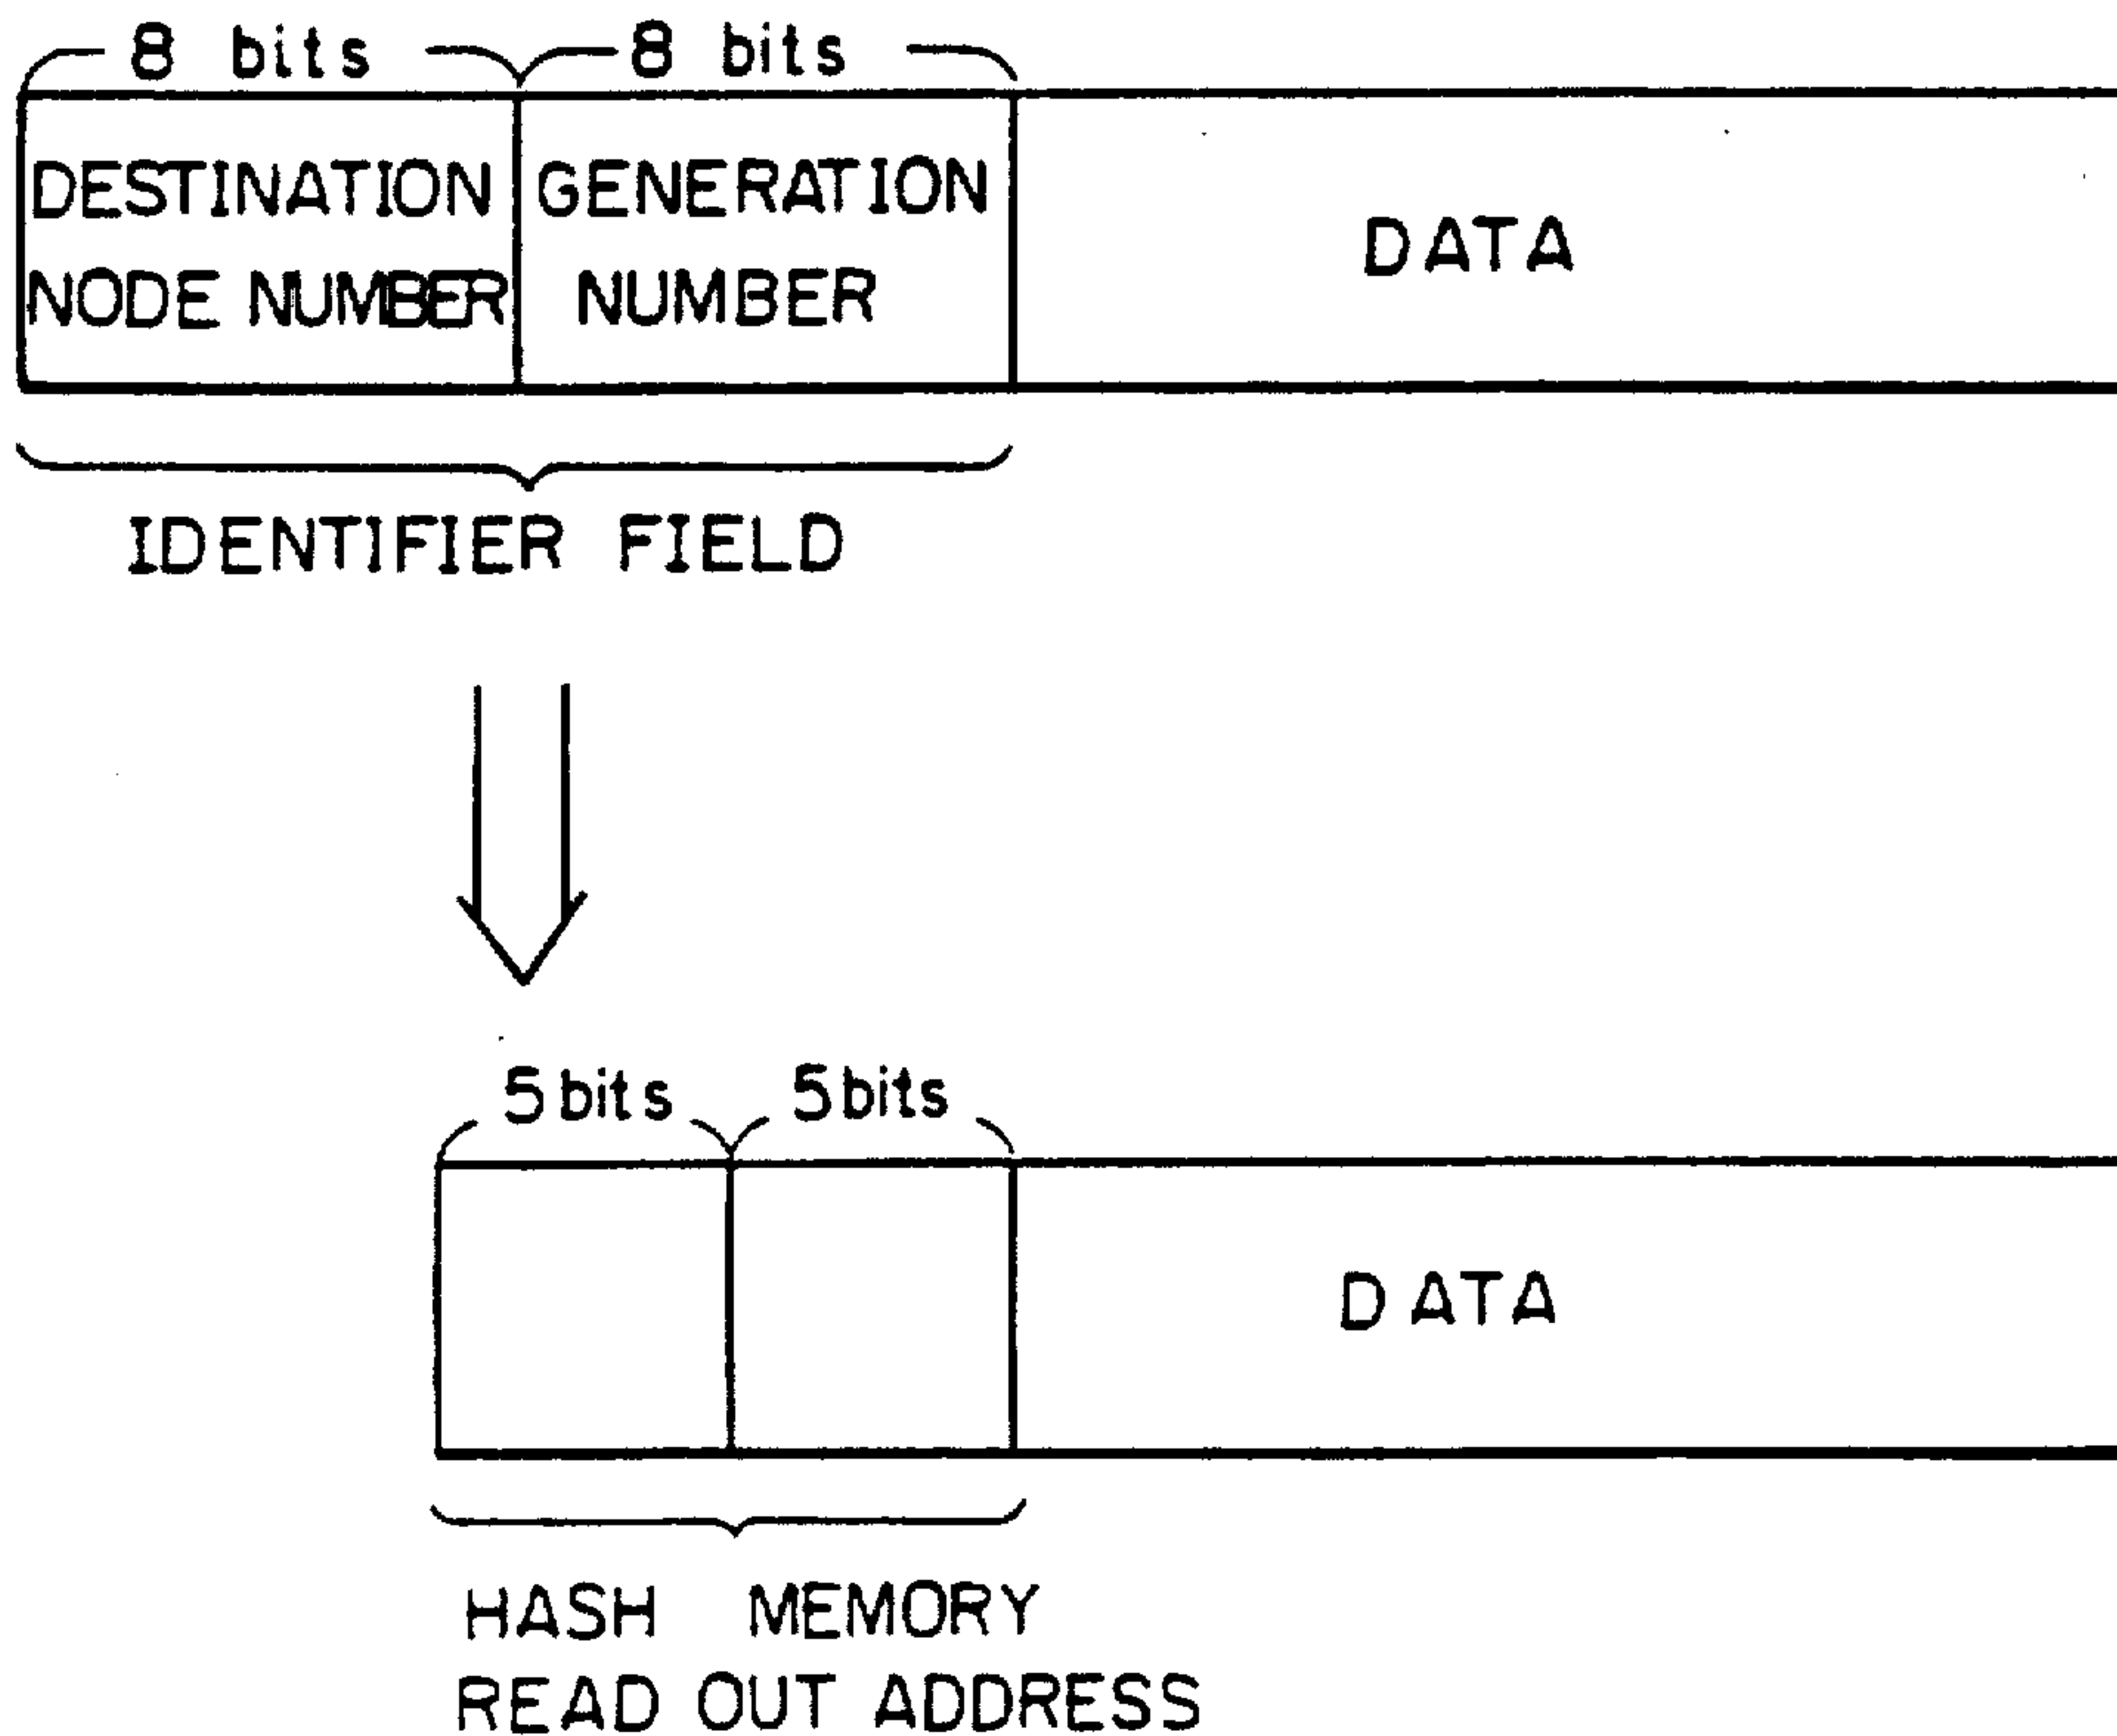 8 bits 8 bits
DESTINATION GENERATION
NODE NUMBER NUMBER
DATA
IDENTIFIER FIELD
5 bits 5 bits
DATA
HASH MEMORY
READ OUT ADDRESS